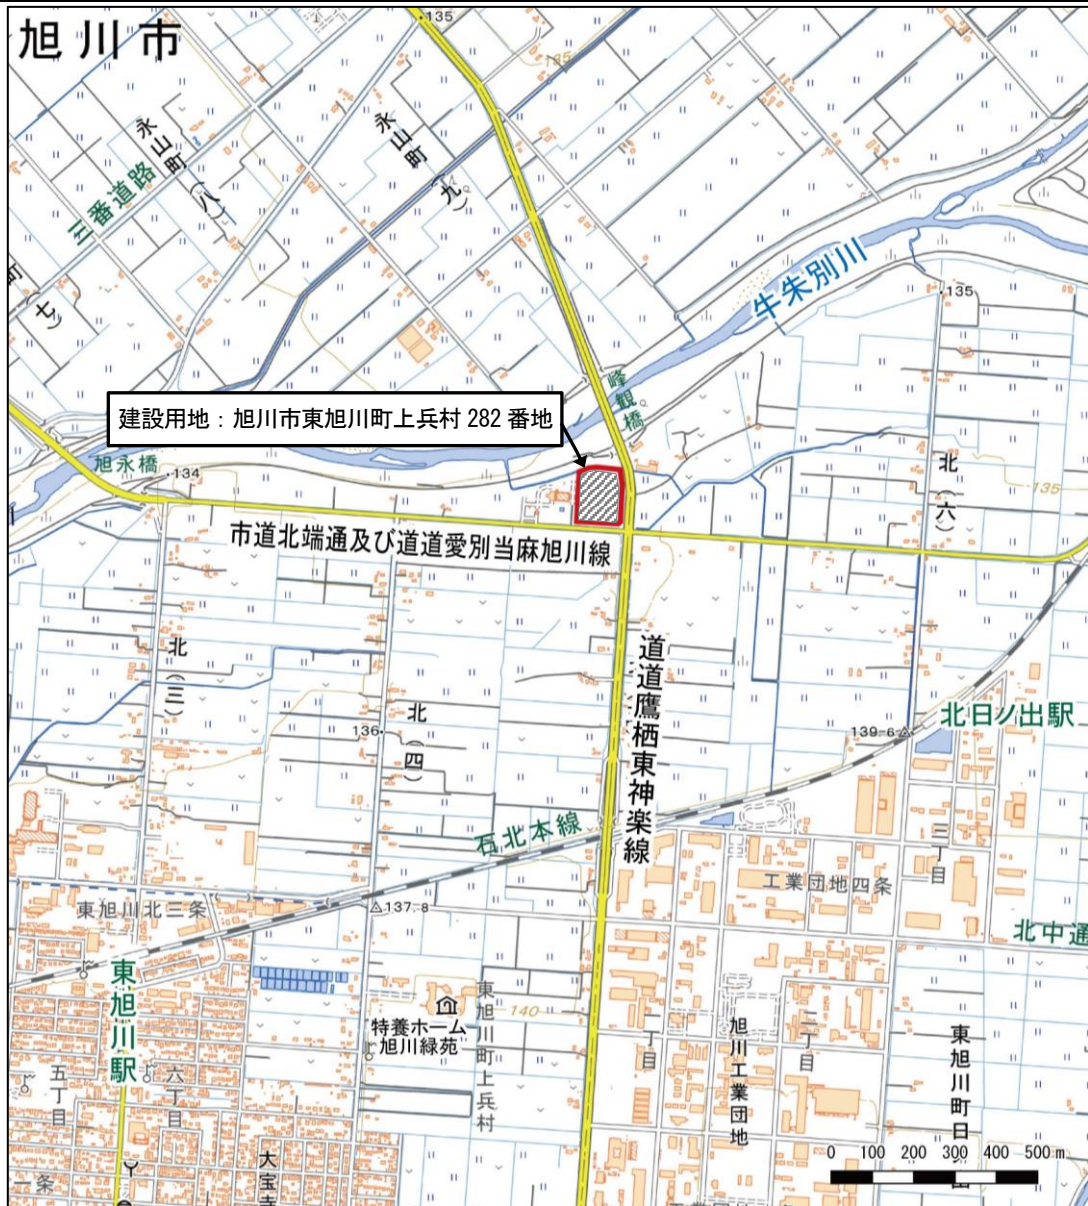 旭川市
135
135
永山町(八)
永山町(九)
三番道路
町(七)
牛朱別川
135
峰観橋
建設用地：旭川市東旭川町上兵村 282 番地
旭永橋
134
北(六)
135
市道北端通及び道道愛別当麻旭川線
北(三)
道道鷹栖東神楽線
北(四)
136
北日ノ出駅
139.6
石北本線
三丁目
工業団地四条
東旭川北三条
137.8
北中通
東旭川駅
140
特養ホーム
旭川緑苑
東旭川町上兵村
一丁目
旭川工業団地
二丁目
東旭川町日ノ出
五丁目
六丁目
大宝寺
一条
0 100 200 300 400 500 m